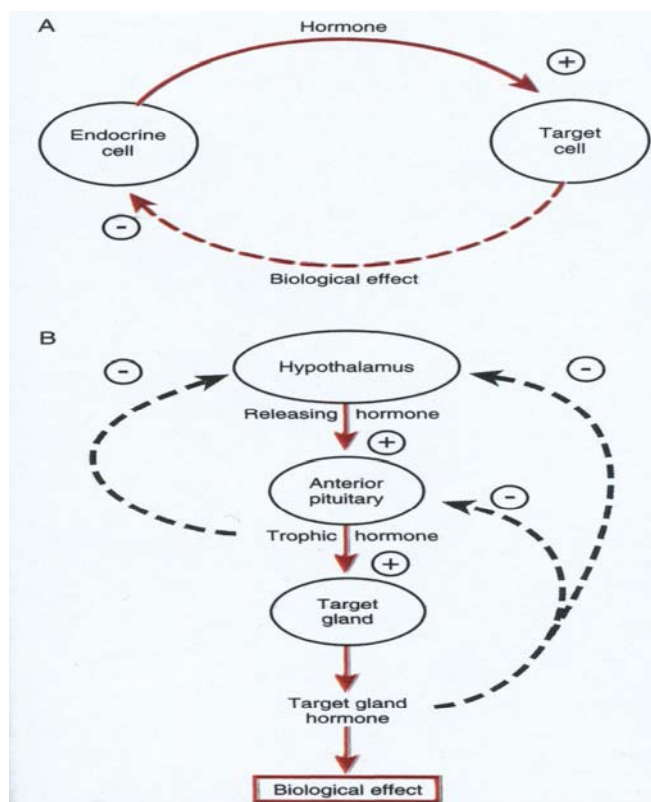 A
Hormone
+
Endocrine
cell
Target
cell
-
Biological effect
B
-
Hypothalamus
-
Releasing hormone
+
Anterior
pituitary
-
Trophic hormone
+
Target
gland
Target gland
hormone
Biological effect